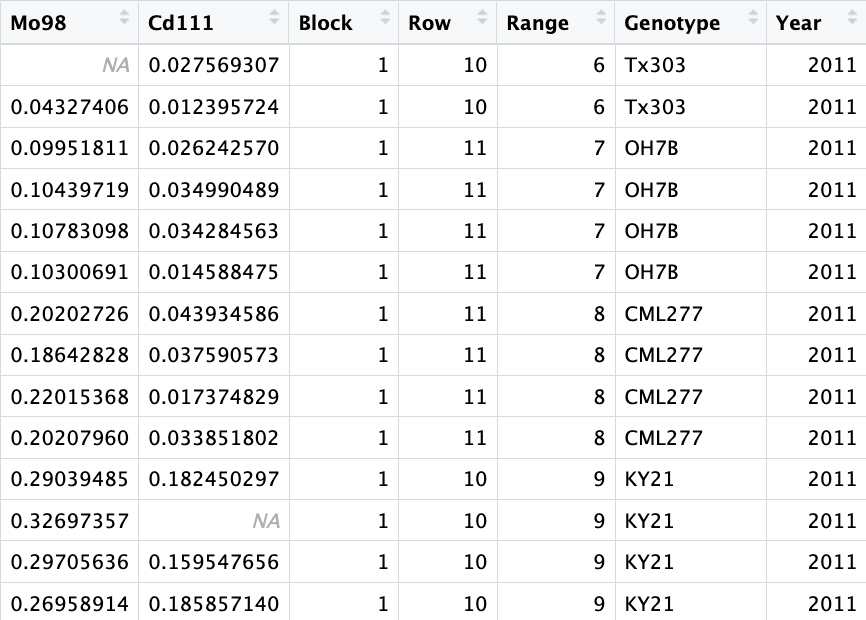 Mo98 Cd111 Block Row Range Genotype Year
NA 0.027569307 1 10 6 Tx303 2011
0.04327406 0.012395724 1 10 6 Tx303 2011
0.09951811 0.026242570 1 11 7 OH7B 2011
0.10439719 0.034990489 1 11 7 OH7B 2011
0.10783098 0.034284563 1 11 7 OH7B 2011
0.10300691 0.014588475 1 11 7 OH7B 2011
0.20202726 0.043934586 1 11 8 CML277 2011
0.18642828 0.037590573 1 11 8 CML277 2011
0.22015368 0.017374829 1 11 8 CML277 2011
0.20207960 0.033851802 1 11 8 CML277 2011
0.29039485 0.182450297 1 10 9 KY21 2011
0.32697357 NA 1 10 9 KY21 2011
0.29705636 0.159547656 1 10 9 KY21 2011
0.26958914 0.185857140 1 10 9 KY21 2011